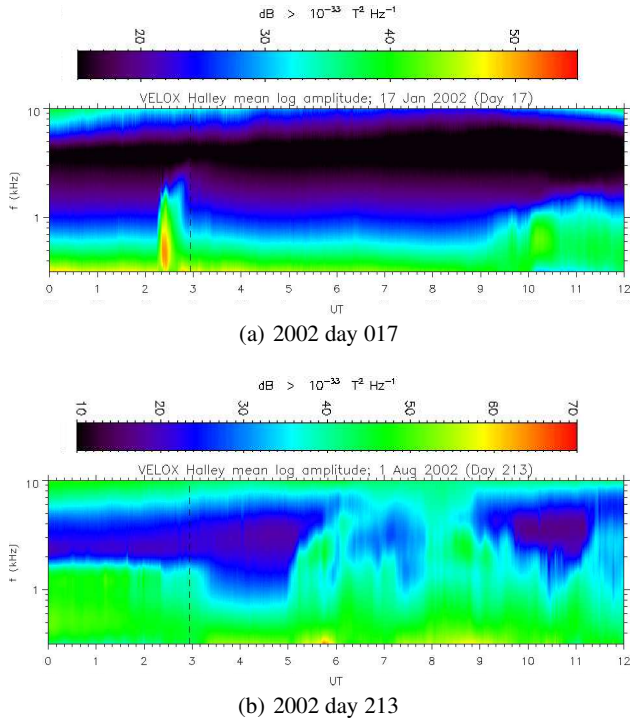 dB > 10⁻³³ T² Hz⁻¹
20 30 40 50
VELOX Halley mean log amplitude; 17 Jan 2002 (Day 17)
10
1
f (kHz)
0 1 2 3 4 5 6 7 8 9 10 11 12
UT
(a) 2002 day 017
dB > 10⁻³³ T² Hz⁻¹
10 20 30 40 50 60 70
VELOX Halley mean log amplitude; 1 Aug 2002 (Day 213)
10
1
f (kHz)
0 1 2 3 4 5 6 7 8 9 10 11 12
UT
(b) 2002 day 213